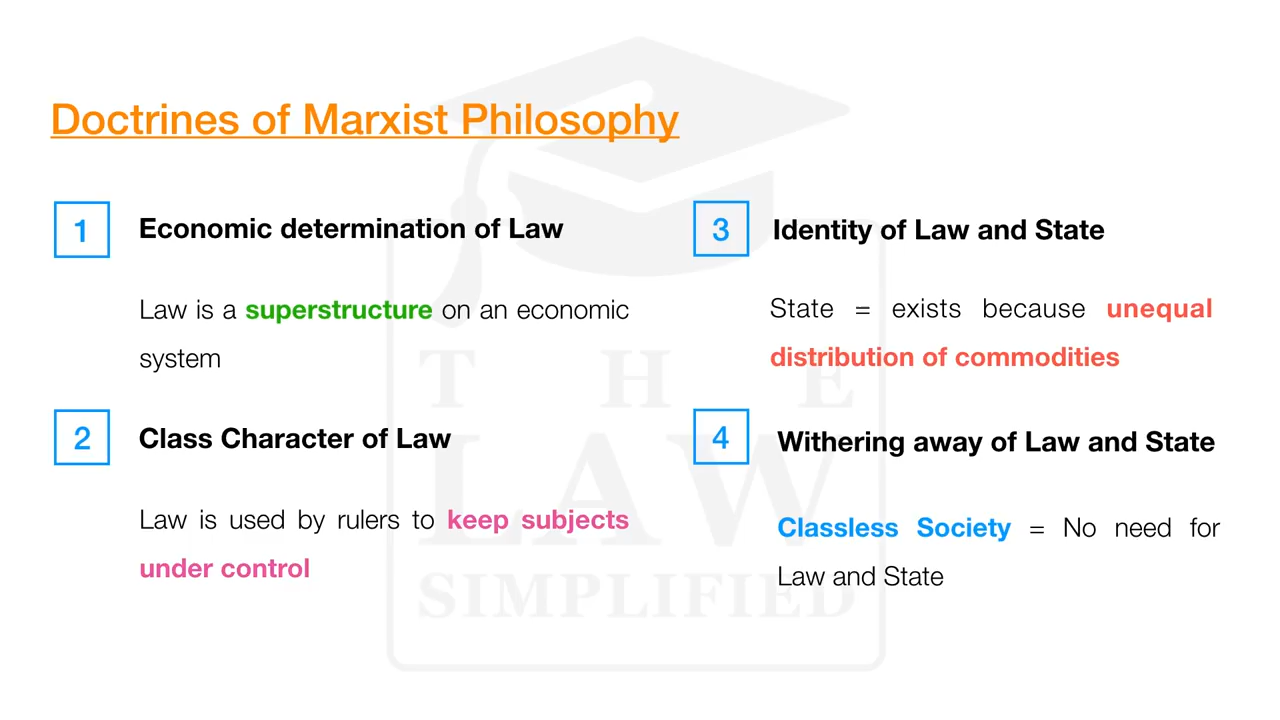 Doctrines of Marxist Philosophy
1
Economic determination of Law
Law is a superstructure on an economic
system
2
Class Character of Law
Law is used by rulers to keep subjects
under control
3
Identity of Law and State
State = exists because unequal
distribution of commodities
4
Withering away of Law and State
Classless Society = No need for
Law and State
THE
LAW
SIMPLIFIED